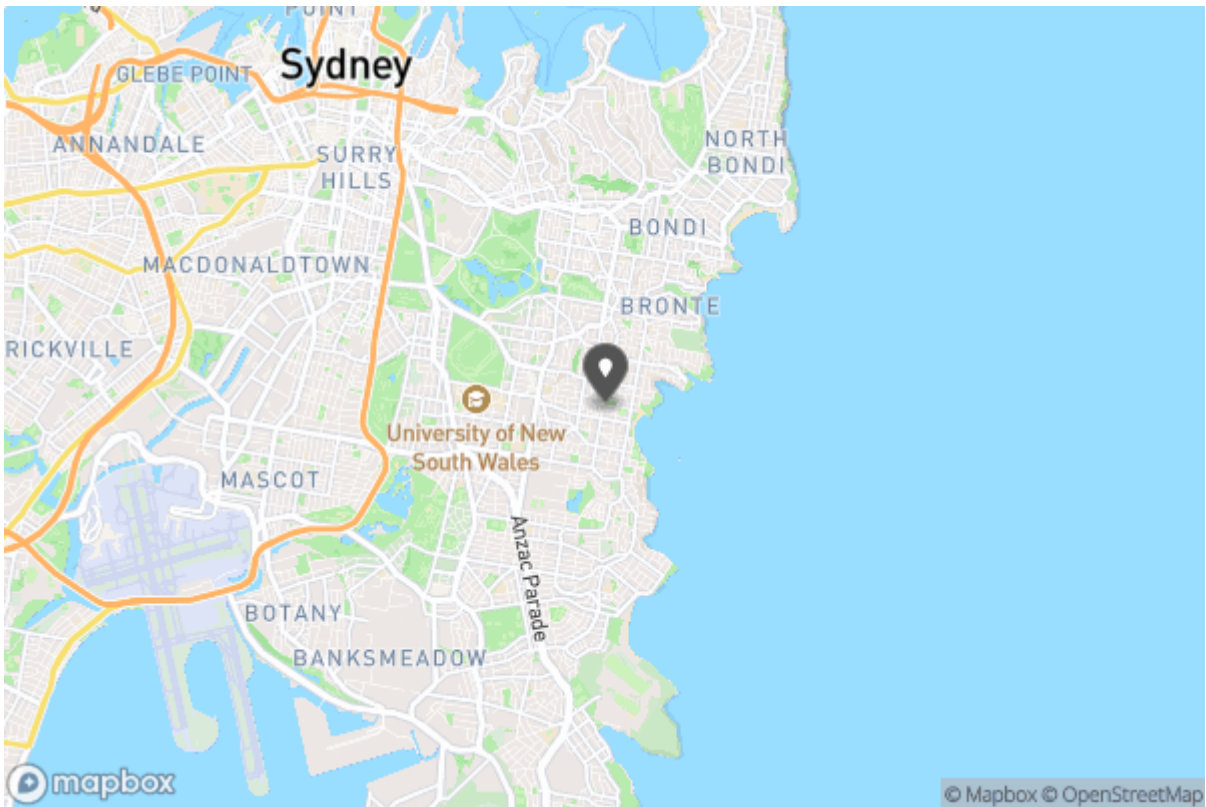 POINT
Sydney
GLEBE POINT
ANNANDALE
SURRY
HILLS
NORTH
BONDI
BONDI
MACDONALDTOWN
BRONTE
RICKVILLE
University of New
South Wales
MASCOT
Anzac Parade
BOTANY
BANKSMEADOW
mapbox
© Mapbox © OpenStreetMap